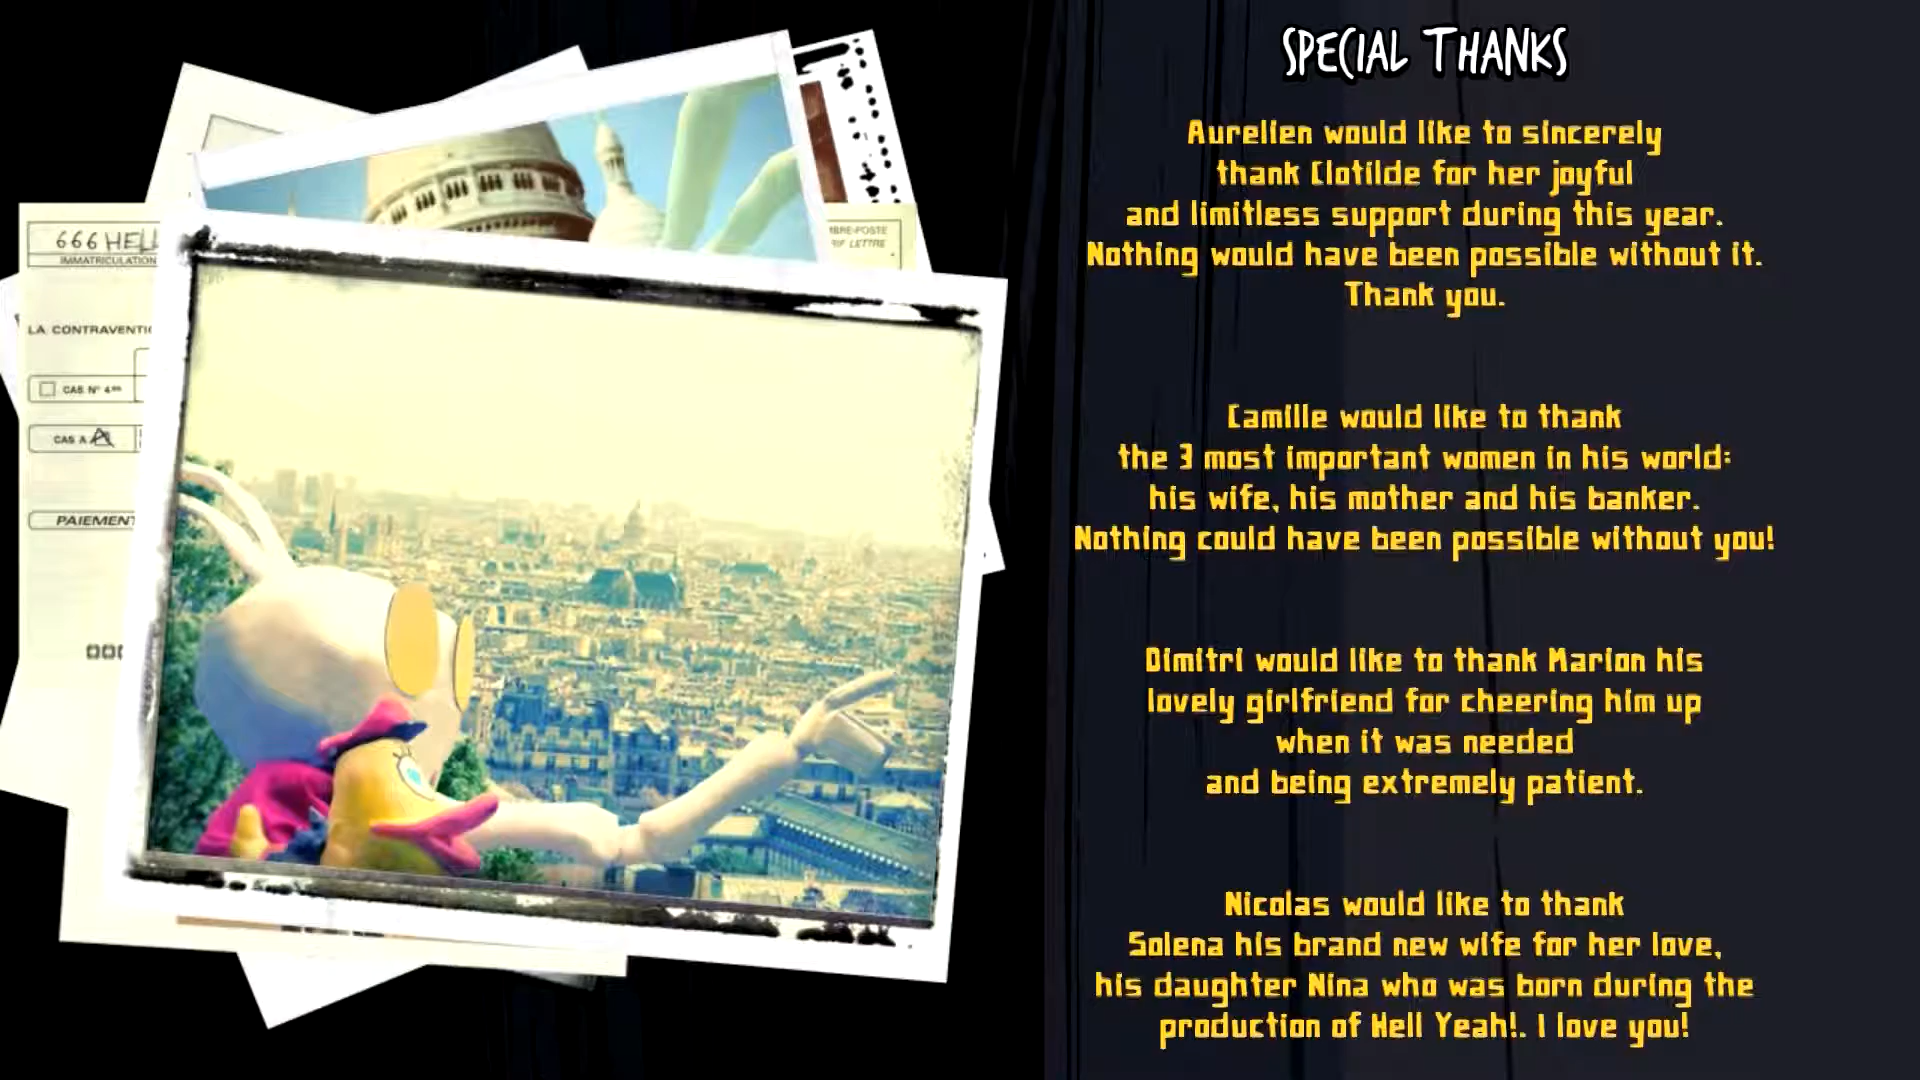 SPECIAL THANKS
Aurelien would like to sincerely
thank Clotilde for her joyful
and limitless support during this year.
Nothing would have been possible without it.
Thank you.
Camille would like to thank
the 3 most important women in his world:
his wife, his mother and his banker.
Nothing could have been possible without you!
Dimitri would like to thank Marion his
lovely girlfriend for cheering him up
when it was needed
and being extremely patient.
Nicolas would like to thank
Solena his brand new wife for her love,
his daughter Nina who was born during the
production of Hell Yeah!. I love you!
666 HELL
IMMATRICULATION
LA CONTRAVENTI
CAS N° 4
CAS A
PAIEMENT
MBRE-POSTE
LETTRE